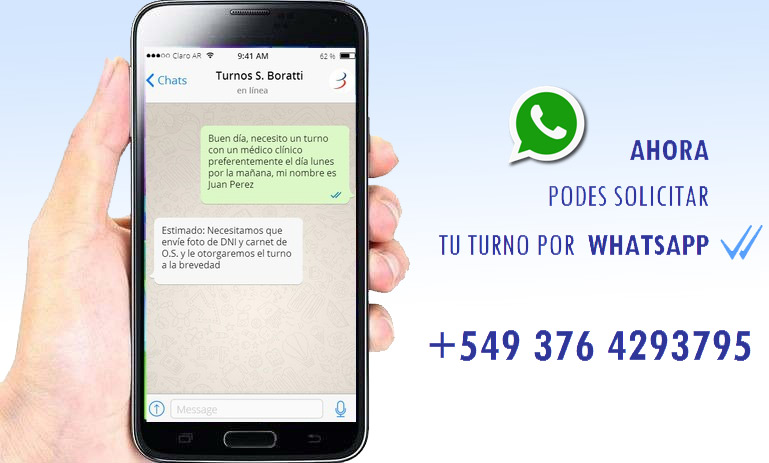 Claro AR 9:41 AM 62 %
Chats Turnos S. Boratti
en línea
Buen día, necesito un turno
con un médico clínico
preferentemente el día lunes
por la mañana, mi nombre es
Juan Perez
Estimado: Necesitamos que
envíe foto de DNI y carnet de
O.S. y le otorgaremos el turno
a la brevedad
Message
AHORA
PODES SOLICITAR
TU TURNO POR WHATSAPP
+549 376 4293795